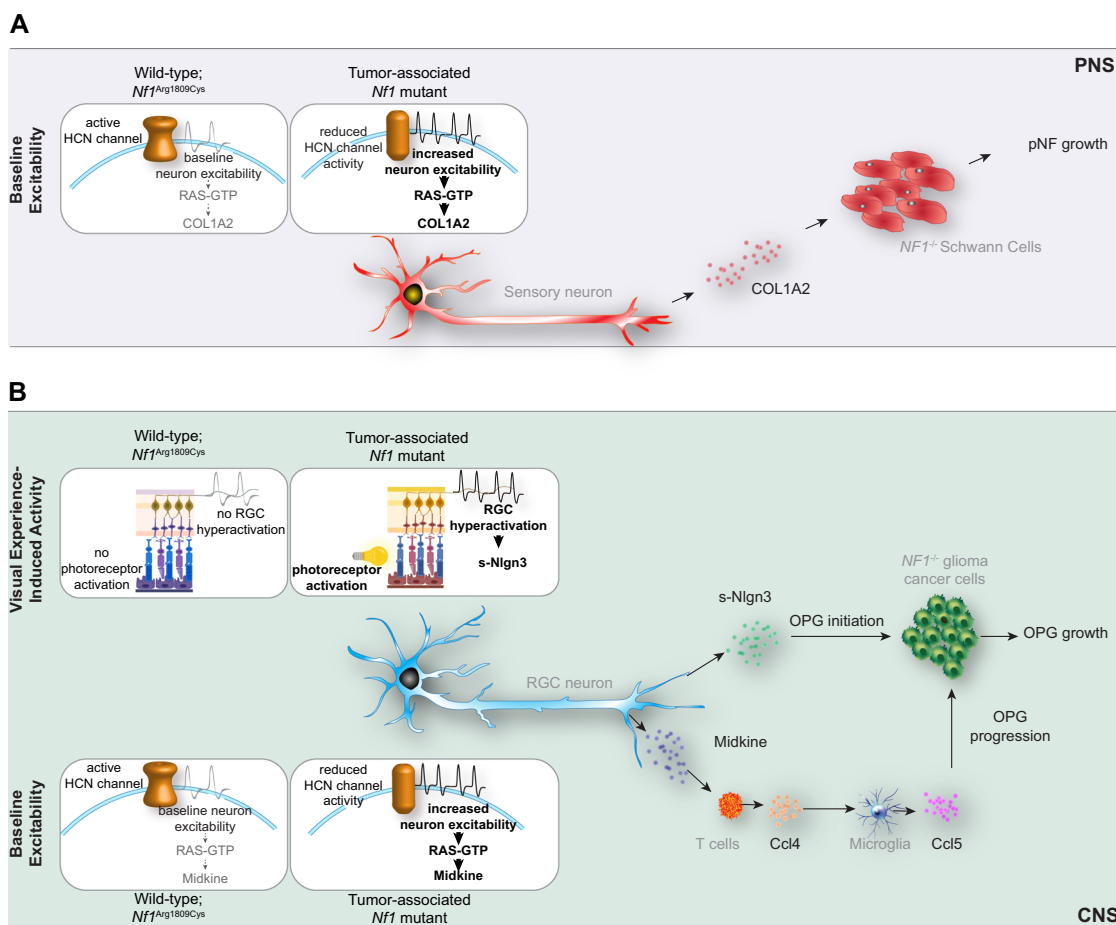 A
PNS
Baseline
Excitability
Wild-type;
Nf1Arg1809Cys
active
HCN channel
baseline
neuron excitability
RAS-GTP
COL1A2
Tumor-associated
Nf1 mutant
reduced
HCN channel
activity
increased
neuron excitability
RAS-GTP
COL1A2
Sensory neuron
COL1A2
NF1-/- Schwann Cells
pNF growth
B
Visual Experience-
Induced Activity
Wild-type;
Nf1Arg1809Cys
no RGC
hyperactivation
no
photoreceptor
activation
Tumor-associated
Nf1 mutant
RGC
hyperactivation
s-Nlgn3
photoreceptor
activation
RGC neuron
s-Nlgn3
OPG initiation
NF1-/- glioma
cancer cells
OPG growth
Midkine
OPG
progression
T cells
Ccl4
Microglia
Ccl5
Baseline
Excitability
active
HCN channel
baseline neuron
excitability
RAS-GTP
Midkine
Wild-type;
Nf1Arg1809Cys
reduced
HCN channel
activity
increased
neuron excitability
RAS-GTP
Midkine
Tumor-associated
Nf1 mutant
CNS